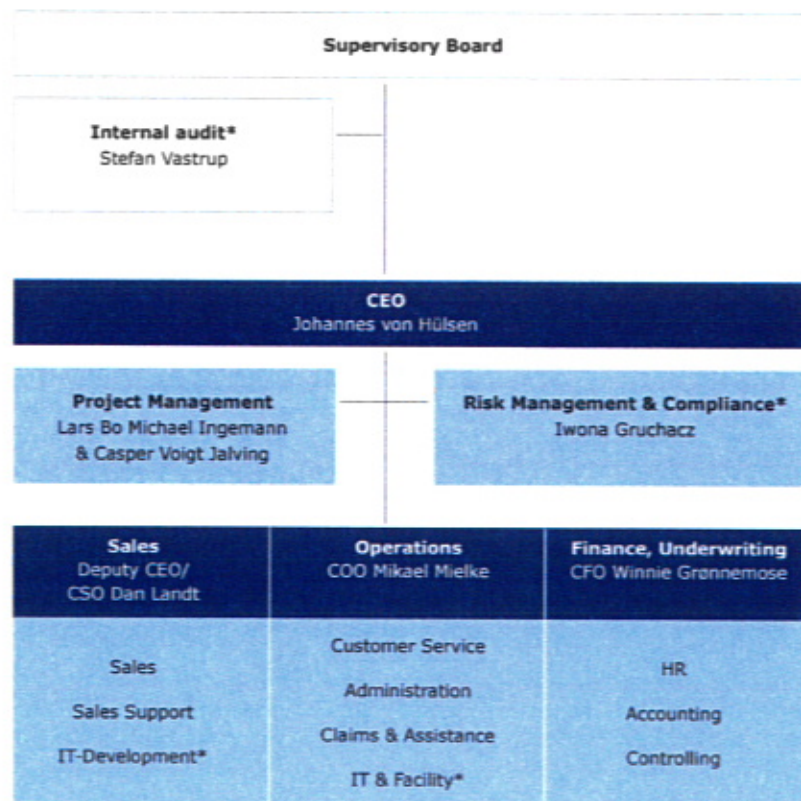 Supervisory Board
Internal audit*
Stefan Vastrup
CEO
Johannes von Hülsen
Project Management
Lars Bo Michael Ingemann
& Casper Voigt Jalving
Risk Management & Compliance*
Iwona Gruchacz
Sales
Deputy CEO/
CSO Dan Landt
Operations
COO Mikael Mielke
Finance, Underwriting
CFO Winnie Grønnemose
Sales
Sales Support
IT-Development*
Customer Service
Administration
Claims & Assistance
IT & Facility*
HR
Accounting
Controlling